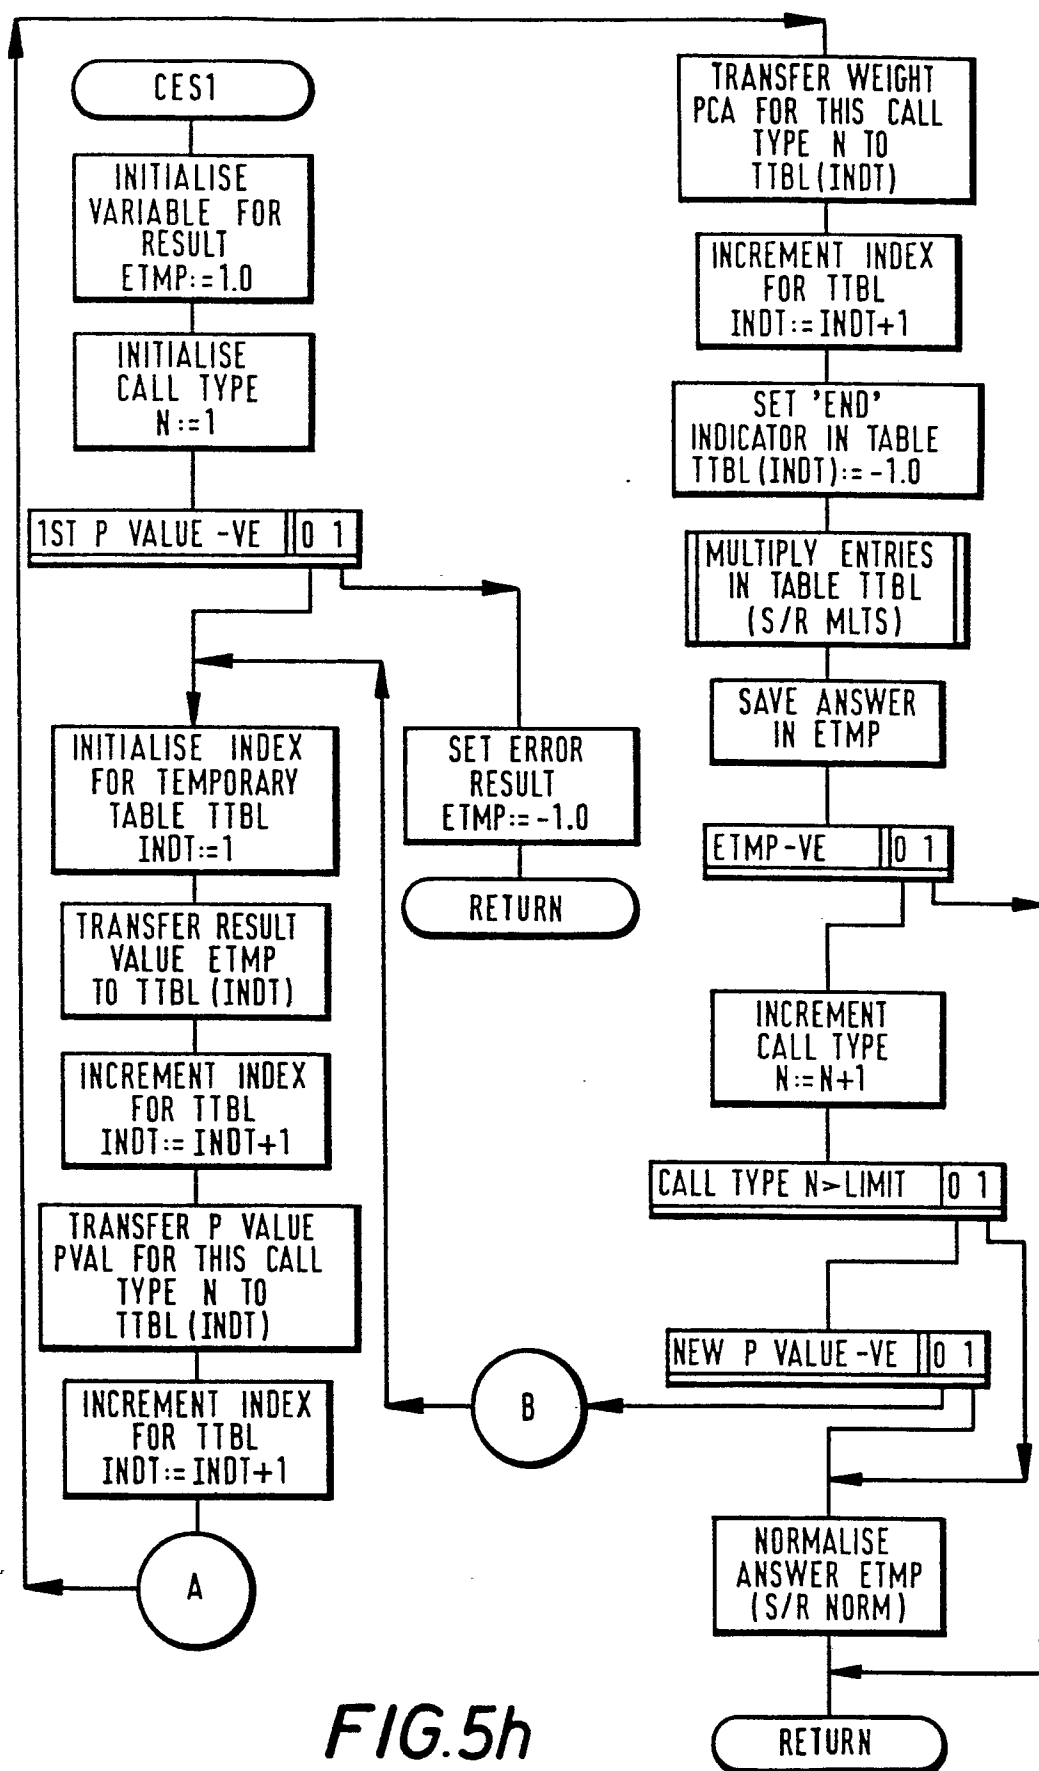 CES1
INITIALISE
VARIABLE FOR
RESULT
ETMP:=1.0
INITIALISE
CALL TYPE
N:=1
1ST P VALUE -VE 0 1
INITIALISE INDEX
FOR TEMPORARY
TABLE TTBL
INDT:=1
TRANSFER RESULT
VALUE ETMP
TO TTBL (INDT)
INCREMENT INDEX
FOR TTBL
INDT:= INDT+1
TRANSFER P VALUE
PVAL FOR THIS CALL
TYPE N TO
TTBL (INDT)
INCREMENT INDEX
FOR TTBL
INDT:= INDT+1
A
SET ERROR
RESULT
ETMP:=-1.0
RETURN
B
TRANSFER WEIGHT
PCA FOR THIS CALL
TYPE N TO
TTBL (INDT)
INCREMENT INDEX
FOR TTBL
INDT:= INDT+1
SET 'END'
INDICATOR IN TABLE
TTBL (INDT):=-1.0
MULTIPLY ENTRIES
IN TABLE TTBL
(S/R MLTS)
SAVE ANSWER
IN ETMP
ETMP-VE 0 1
INCREMENT
CALL TYPE
N:=N+1
CALL TYPE N>LIMIT 0 1
NEW P VALUE -VE 0 1
NORMALISE
ANSWER ETMP
(S/R NORM)
RETURN
FIG.5h